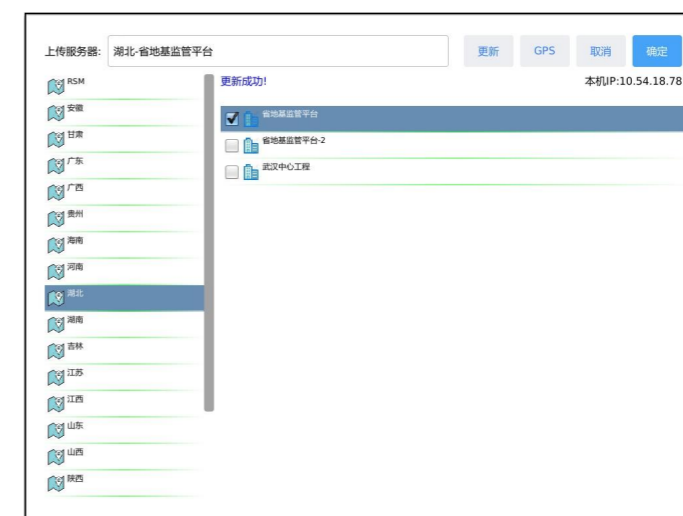 上传服务器: 湖北-省地基监管平台 更新 GPS 取消 确定
更新成功! 本机IP:10.54.18.78
RSM
安徽
甘肃
广东
广西
贵州
海南
河南
湖北
湖南
吉林
江苏
江西
山东
山西
陕西
省地基监管平台
省地基监管平台-2
武汉中心工程